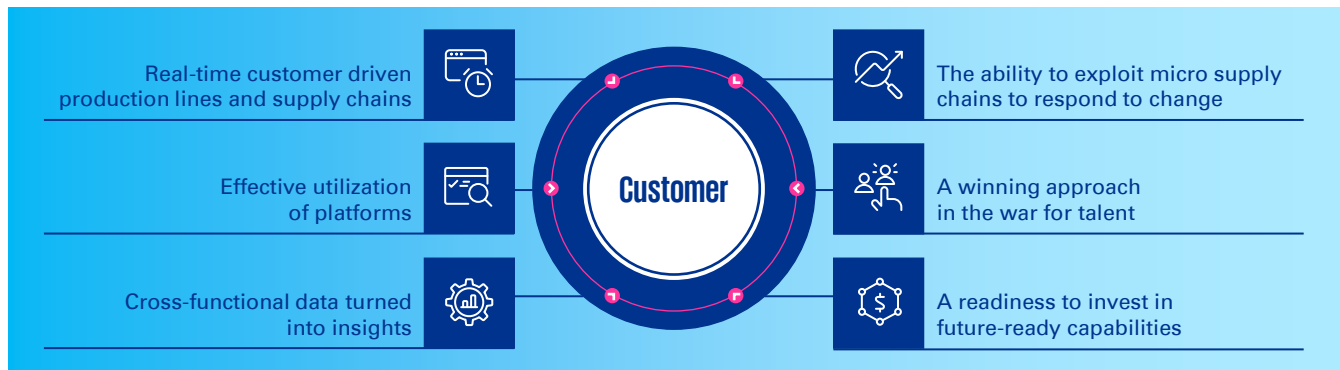 Real-time customer driven
production lines and supply chains
Effective utilization
of platforms
Cross-functional data turned
into insights
Customer
The ability to exploit micro supply
chains to respond to change
A winning approach
in the war for talent
A readiness to invest in
future-ready capabilities
$